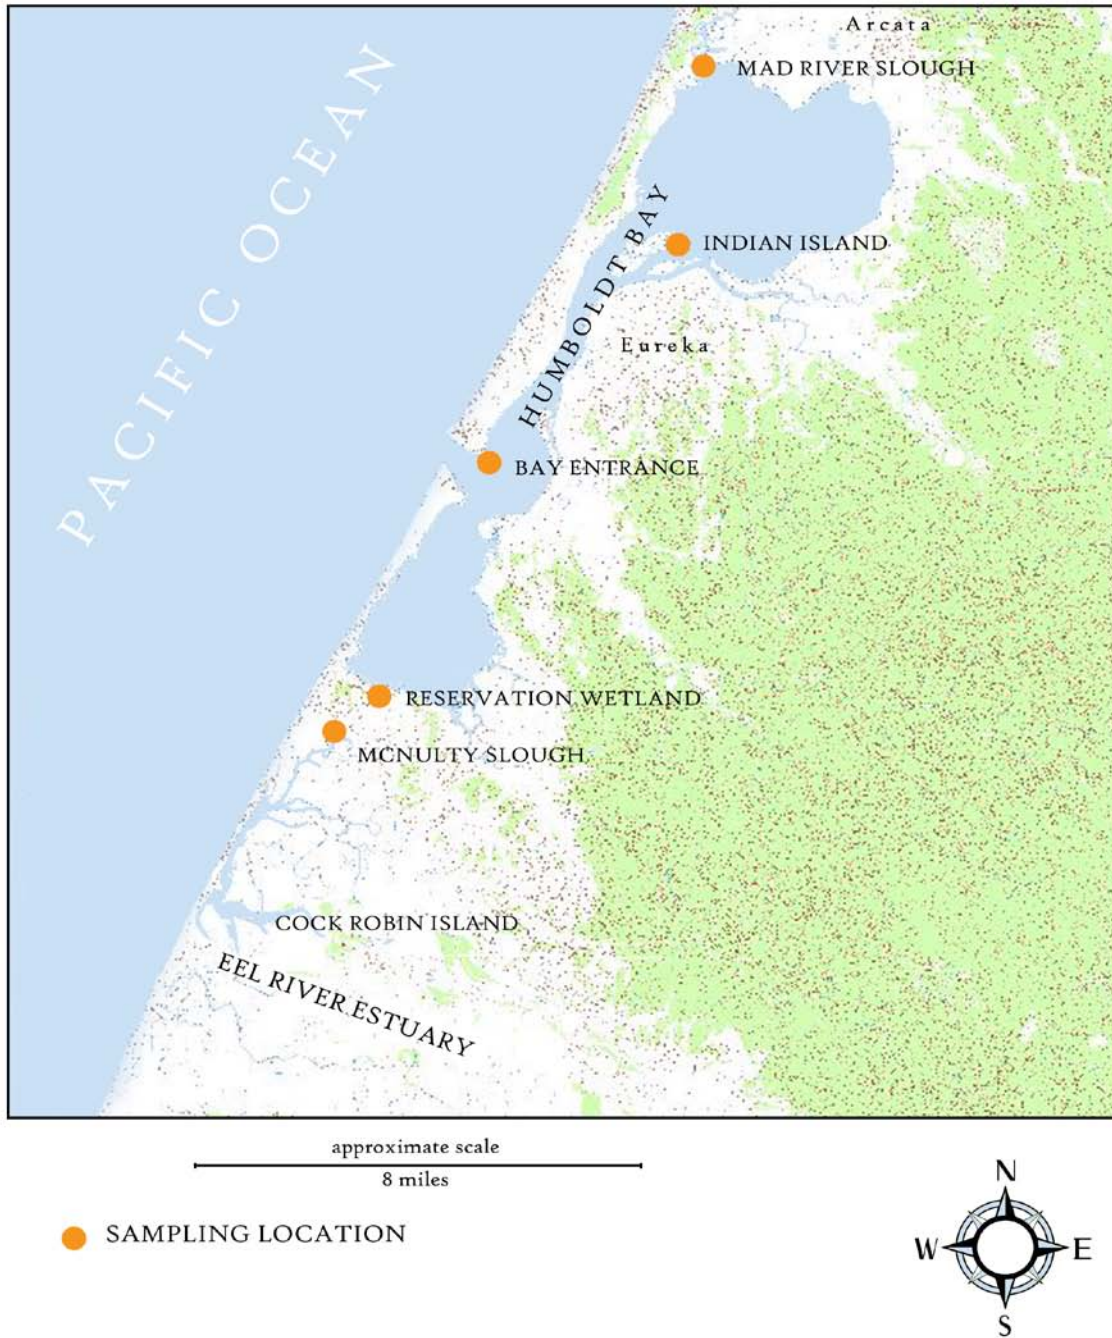 Arcata
MAD RIVER SLOUGH
PACIFIC OCEAN
INDIAN ISLAND
HUMBOLDT BAY
Eureka
BAY ENTRANCE
RESERVATION WETLAND
MCNULTY SLOUGH
COCK ROBIN ISLAND
EEL RIVER ESTUARY
approximate scale
8 miles
SAMPLING LOCATION
N
W E
S